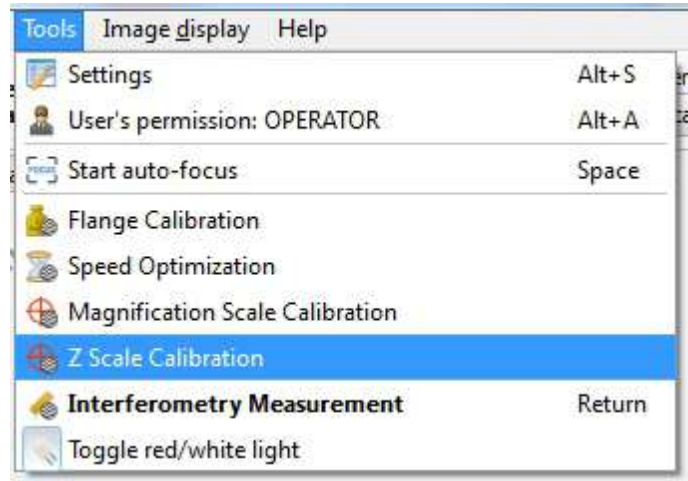 Tools Image display Help
Settings Alt+S
User's permission: OPERATOR Alt+A
Start auto-focus Space
Flange Calibration
Speed Optimization
Magnification Scale Calibration
Z Scale Calibration
Interferometry Measurement Return
Toggle red/white light